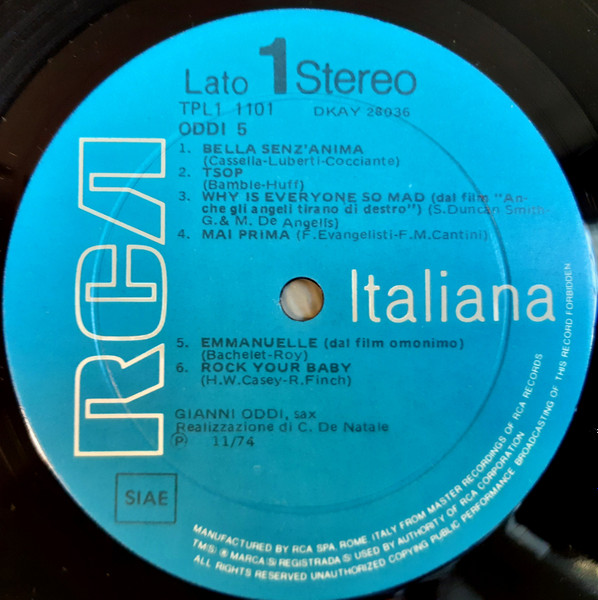 Lato 1 Stereo
TPL1 1101 DKAY 28036
ODDI 5
1. BELLA SENZ'ANIMA
(Cassella-Luberti-Cocciante)
2. TSOP
(Bamble-Huff)
3. WHY IS EVERYONE SO MAD (dal film "An-
che gli angeli tirano di destro") (S.Duncan Smith-
G.& M. De Angelis)
4. MAI PRIMA (F.Evangelisti-F.M.Cantini)
RCA
Italiana
5. EMMANUELLE (dal film omonimo)
(Bachelet-Roy)
6. ROCK YOUR BABY
(H.W.Casey-R.Finch)
GIANNI ODDI, sax
Realizzazione di C. De Natale
Ⓟ 11/74
SIAE
MANUFACTURED BY RCA SPA, ROME, ITALY FROM MASTER RECORDINGS OF RCA RECORDS
TM(S) ® MARCA(S) REGISTRADA(S) USED BY AUTHORITY OF RCA CORPORATION
ALL RIGHTS RESERVED UNAUTHORIZED COPYING PUBLIC PERFORMANCE BROADCASTING OF THIS RECORD FORBIDDEN